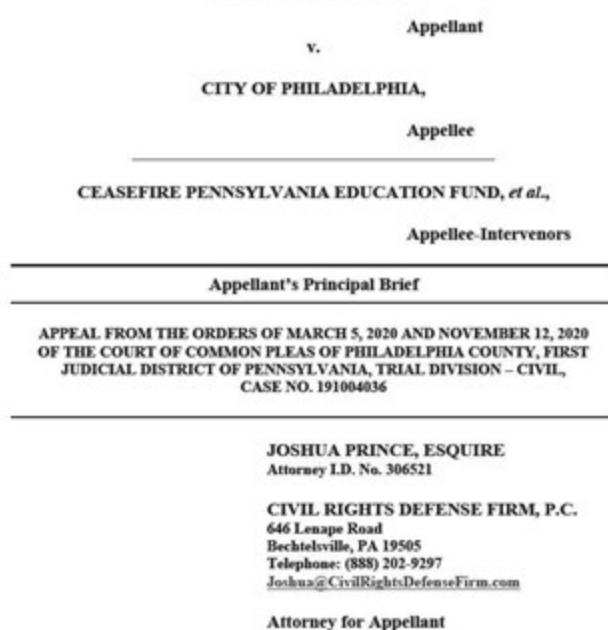 Appellant
v.
CITY OF PHILADELPHIA,
Appellee
CEASEFIRE PENNSYLVANIA EDUCATION FUND, et al.,
Appellee-Intervenors
Appellant's Principal Brief
APPEAL FROM THE ORDERS OF MARCH 5, 2020 AND NOVEMBER 12, 2020
OF THE COURT OF COMMON PLEAS OF PHILADELPHIA COUNTY, FIRST
JUDICIAL DISTRICT OF PENNSYLVANIA, TRIAL DIVISION – CIVIL,
CASE NO. 191004036
JOSHUA PRINCE, ESQUIRE
Attorney I.D. No. 306521
CIVIL RIGHTS DEFENSE FIRM, P.C.
646 Lenape Road
Bechtelsville, PA 19505
Telephone: (888) 202-9297
Joshua@CivilRightsDefenseFirm.com
Attorney for Appellant